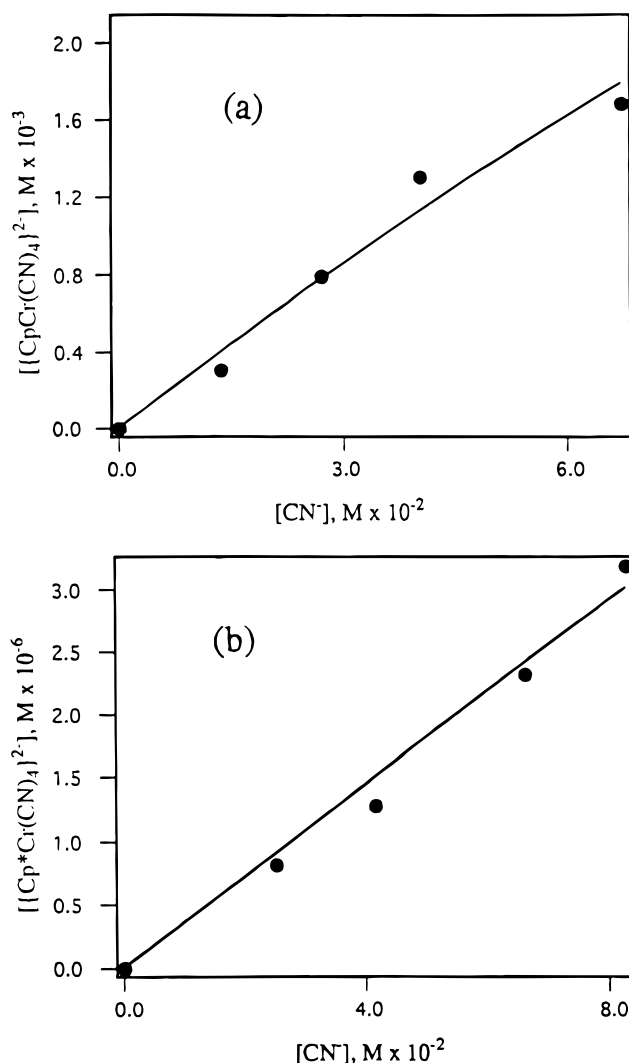 2.0
1.6
1.2
0.8
0.4
0.0
[{CpCr(CN)₄}²⁻], M x 10⁻³
(a)
0.0 3.0 6.0
[CN⁻], M x 10⁻²
3.0
2.5
2.0
1.5
1.0
0.5
0.0
[{Cp*Cr(CN)₄}²⁻], M x 10⁻⁶
(b)
0.0 4.0 8.0
[CN⁻], M x 10⁻²